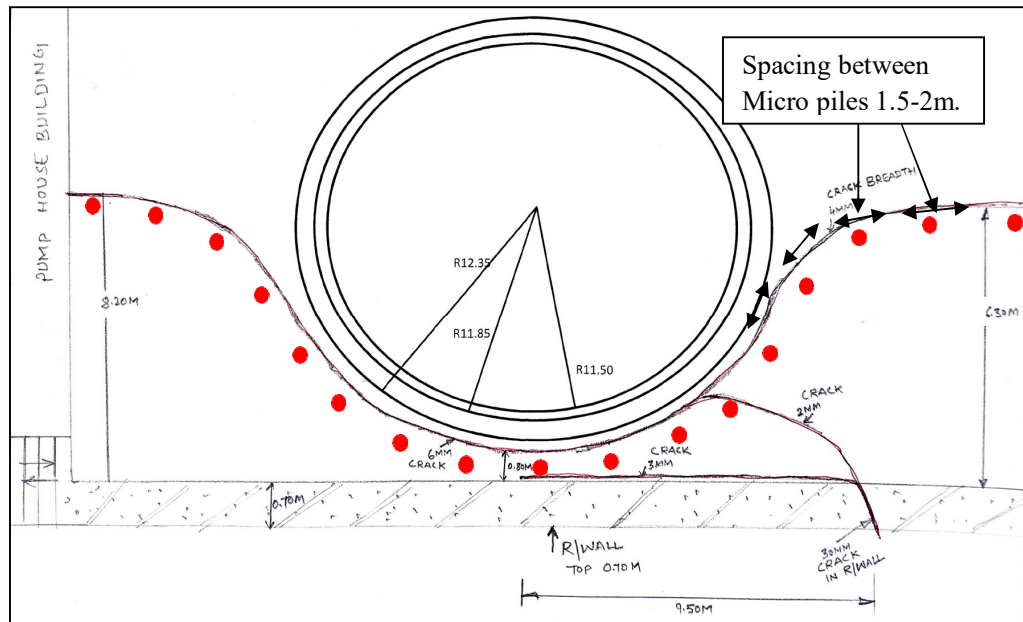 Spacing between
Micro piles 1.5-2m.
PUMP HOUSE BUILDING
CRACK BREADTH
4MM
R12.35
R11.85
R11.50
8.20M
6.30M
CRACK
2MM
6MM
CRACK
0.80M
CRACK
3MM
0.70M
R/WALL
TOP 0.70M
30MM
CRACK
IN R/WALL
9.50M